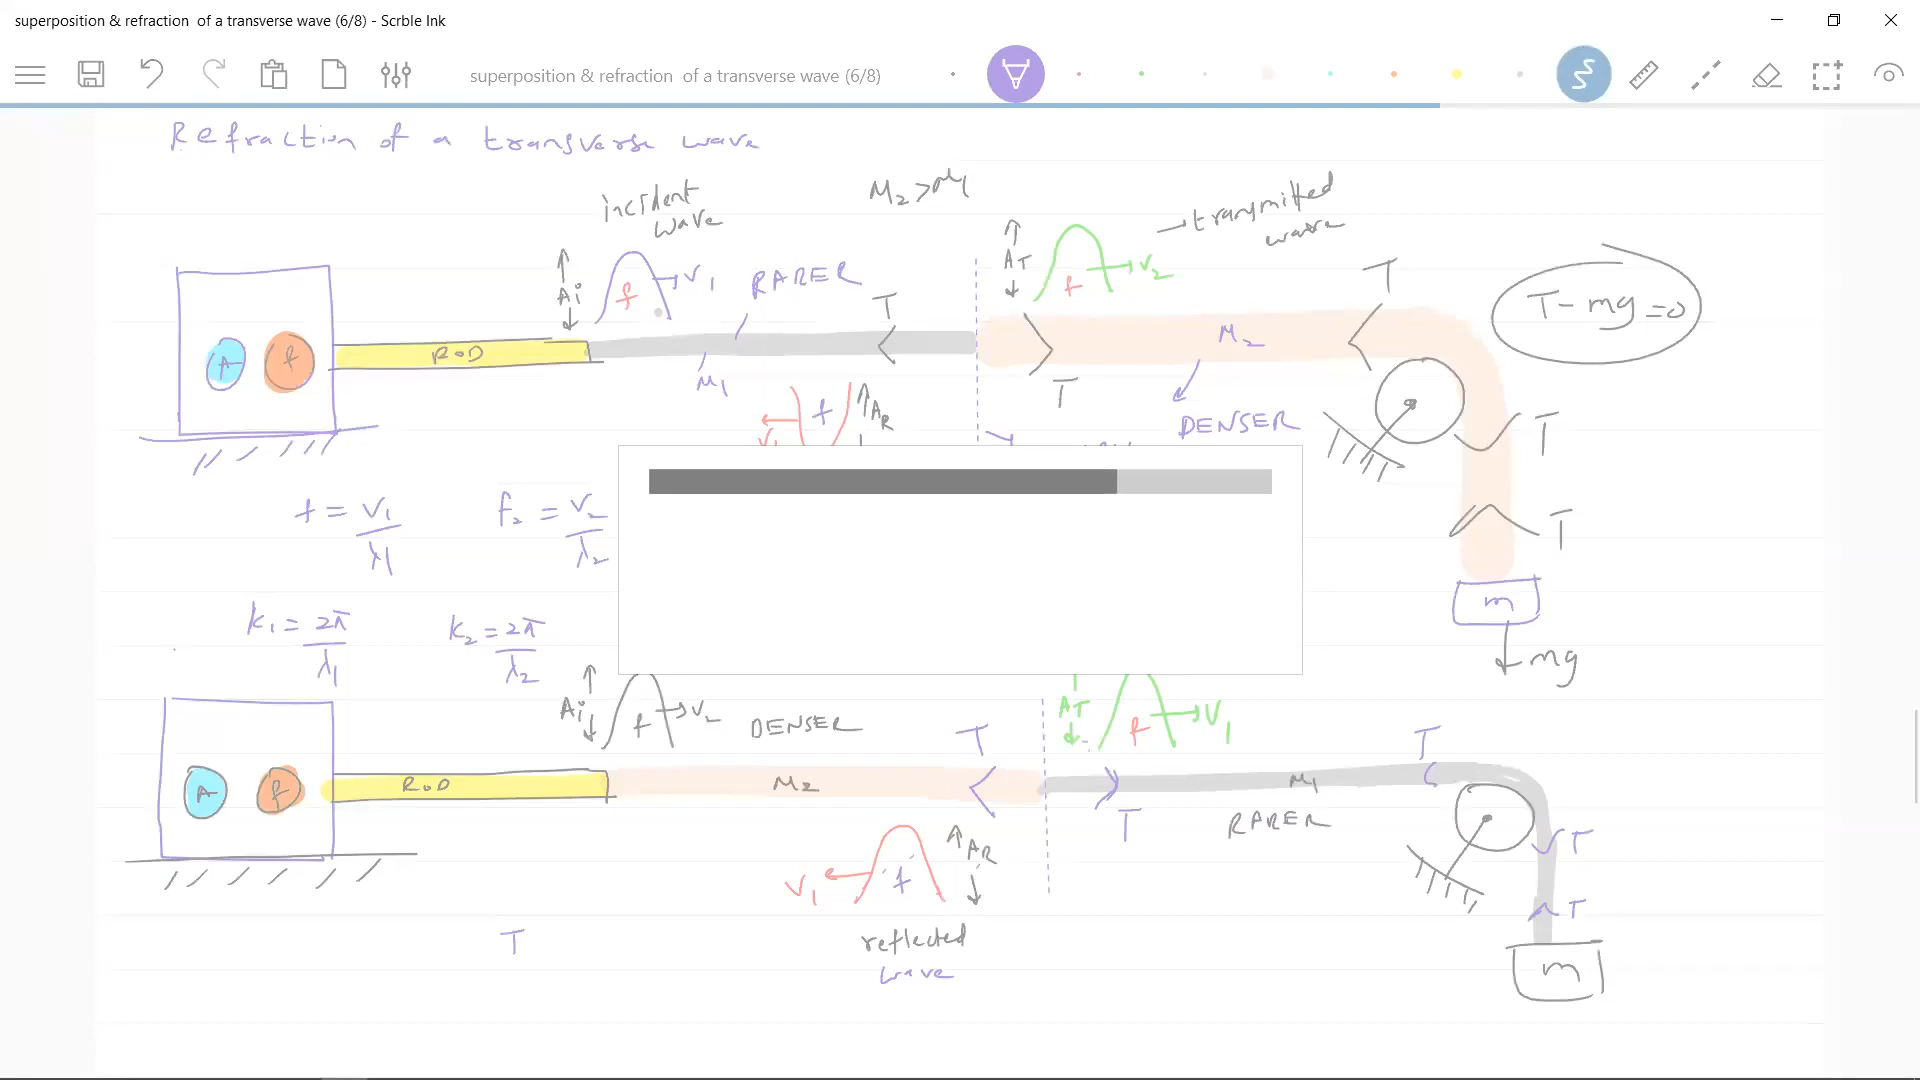 superposition & refraction of a transverse wave (6/8) - Scrble Ink
superposition & refraction of a transverse wave (6/8)
Refraction of a transverse wave
incident
wave
M2 > M1
transmitted
wave
Ai
f
V1
RARER
T
AT
f
V2
T
T - mg = 0
A
f
ROD
M1
M2
T
DENSER
f
AR
V1
T
T
f = V1/λ1
f2 = V2/λ2
m
mg
K1 = 2π/λ1
K2 = 2π/λ2
Ai
f
V2
DENSER
T
AT
f
V1
T
A
f
ROD
M2
M1
T
RARER
T
V1
f
AR
T
T
reflected
wave
m